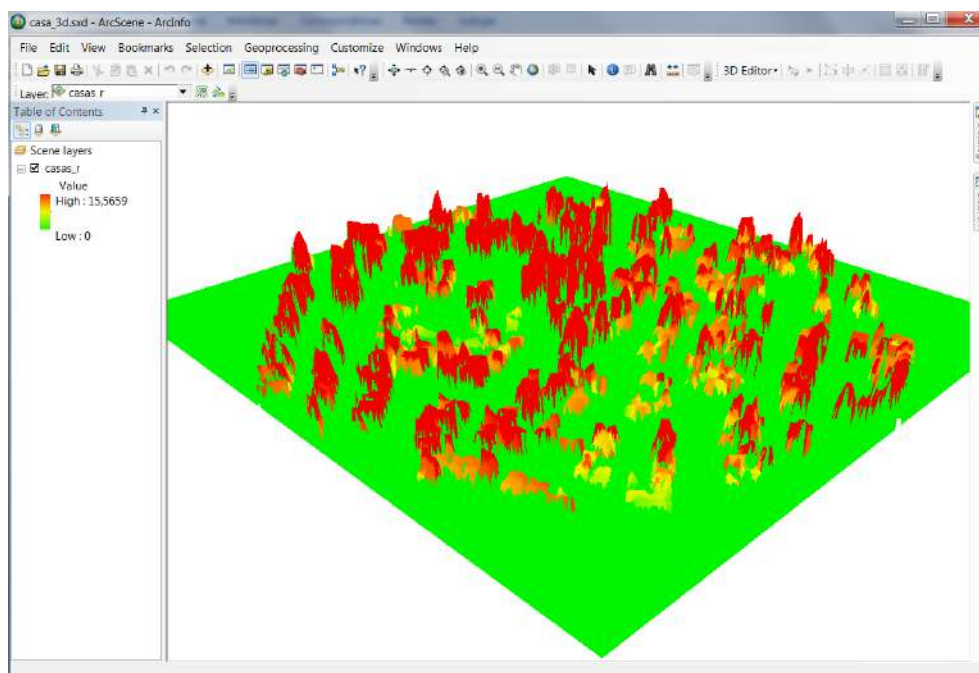 casa_3d.sxd - ArcScene - ArcInfo
File Edit View Bookmarks Selection Geoprocessing Customize Windows Help
3D Editor
Layer: casas_r
Table of Contents
Scene layers
casas_r
Value
High : 15,5659
Low : 0